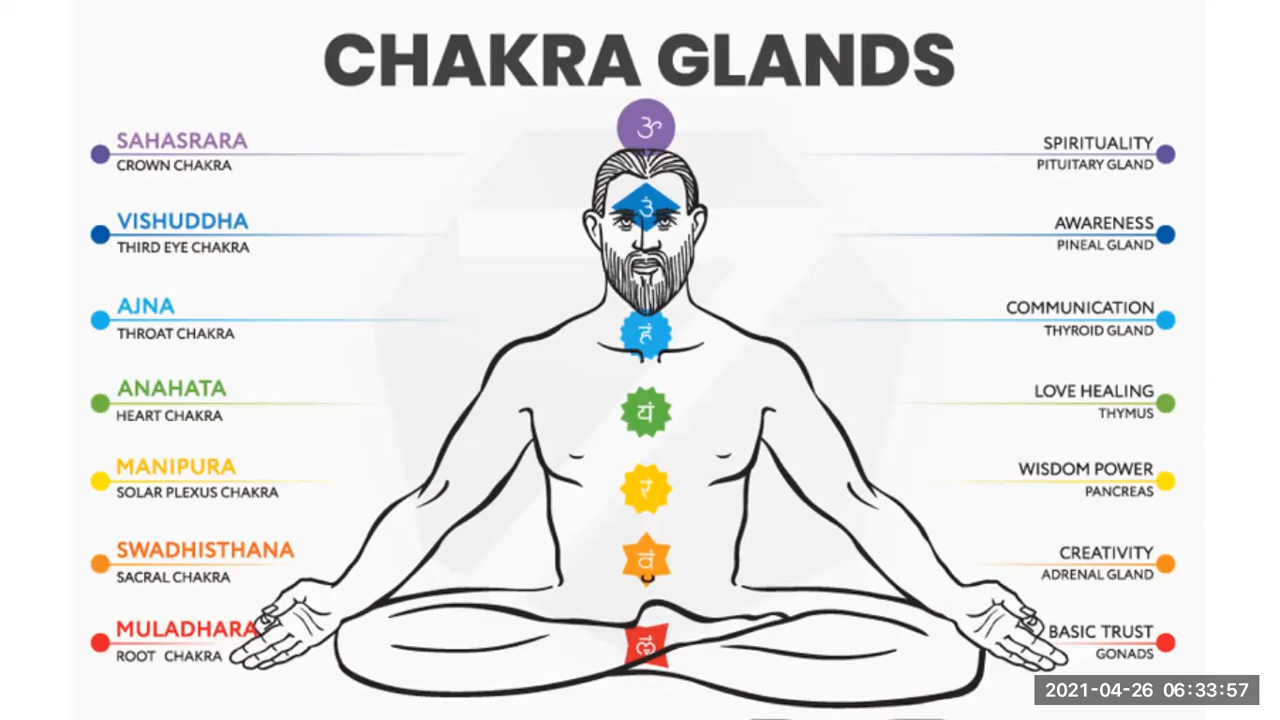 CHAKRA GLANDS
ॐ
SAHASRARA
CROWN CHAKRA
SPIRITUALITY
PITUITARY GLAND
VISHUDDHA
THIRD EYE CHAKRA
AWARENESS
PINEAL GLAND
AJNA
THROAT CHAKRA
COMMUNICATION
THYROID GLAND
हं
ANAHATA
HEART CHAKRA
यं
LOVE HEALING
THYMUS
MANIPURA
SOLAR PLEXUS CHAKRA
WISDOM POWER
PANCREAS
SWADHISTHANA
SACRAL CHAKRA
वं
CREATIVITY
ADRENAL GLAND
MULADHARA
ROOT CHAKRA
BASIC TRUST
GONADS
2021-04-26 06:33:57